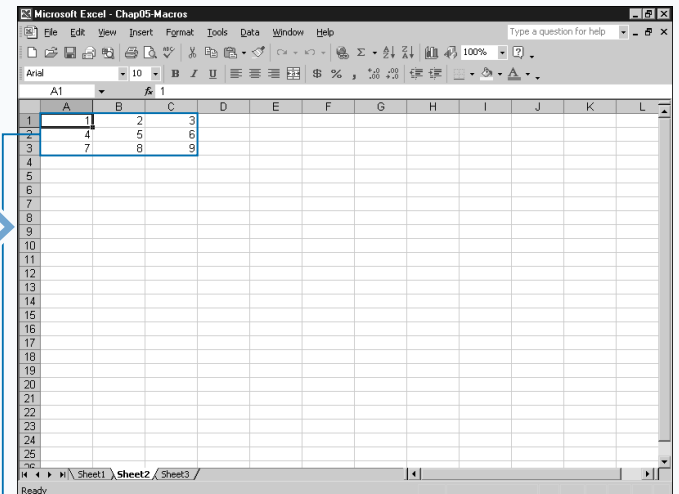 Microsoft Excel - Chap05-Macros
File Edit View Insert Format Tools Data Window Help Type a question for help
100%
Arial 10 B I U $ % ,
A1 fx 1
A B C D E F G H I J K L
1 1 2 3
2 4 5 6
3 7 8 9
4
5
6
7
8
9
10
11
12
13
14
15
16
17
18
19
20
21
22
23
24
25
26
Sheet1 Sheet2 Sheet3
Ready